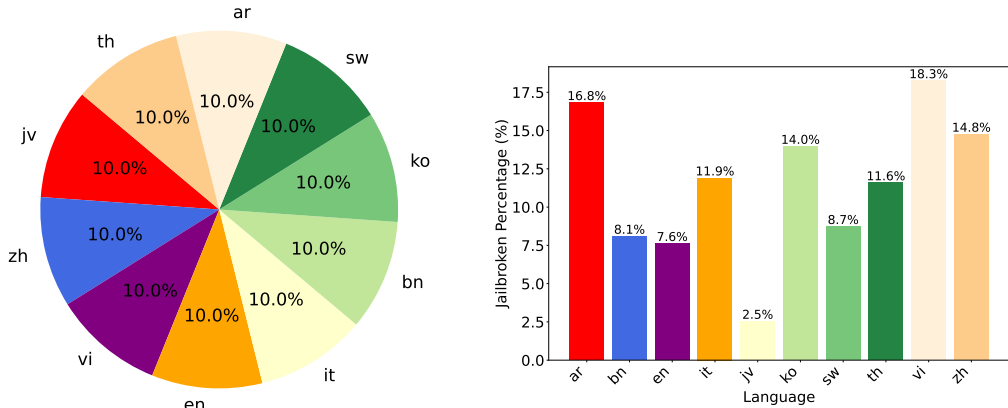 ar
th
sw
jv
ko
zh
bn
vi
it
en
10.0%
10.0%
10.0%
10.0%
10.0%
10.0%
10.0%
10.0%
10.0%
10.0%
Jailbroken Percentage (%)
17.5
15.0
12.5
10.0
7.5
5.0
2.5
0.0
16.8%
8.1%
7.6%
11.9%
2.5%
14.0%
8.7%
11.6%
18.3%
14.8%
ar
bn
en
it
jv
ko
sw
th
vi
zh
Language